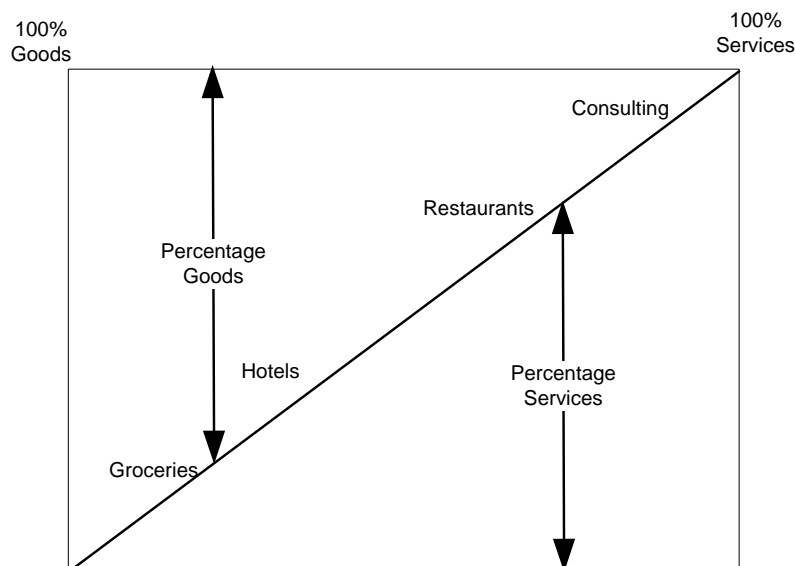 100%
Goods
100%
Services
Consulting
Restaurants
Percentage
Goods
Hotels
Percentage
Services
Groceries